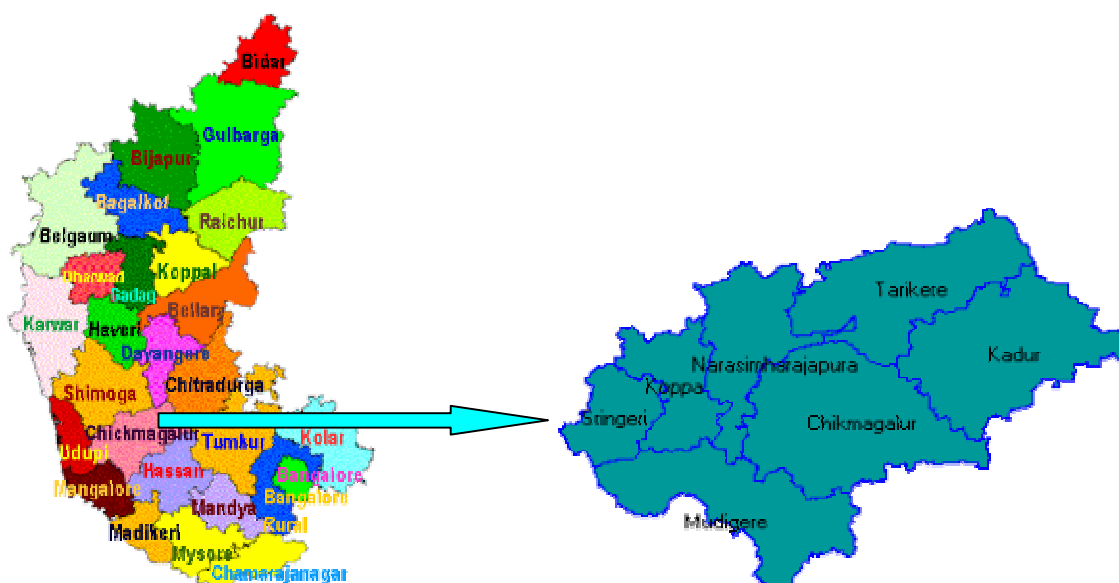 Bidar
Gulbarga
Bijapur
Bagalkot
Raichur
Belgaum
Koppal
Dharwad
Gadag
Bellary
Karwar
Haveri
Davangere
Chitradurga
Shimoga
Chickmagalur
Tumkur
Kolar
Udupi
Hassan
Bangalore
Mangalore
Bangalore
Rural
Mandya
Madikeri
Mysore
Chamarajanagar
Tarikere
Kadur
Narasimharajapura
Koppa
Sringeri
Chikmagalur
Mudigere